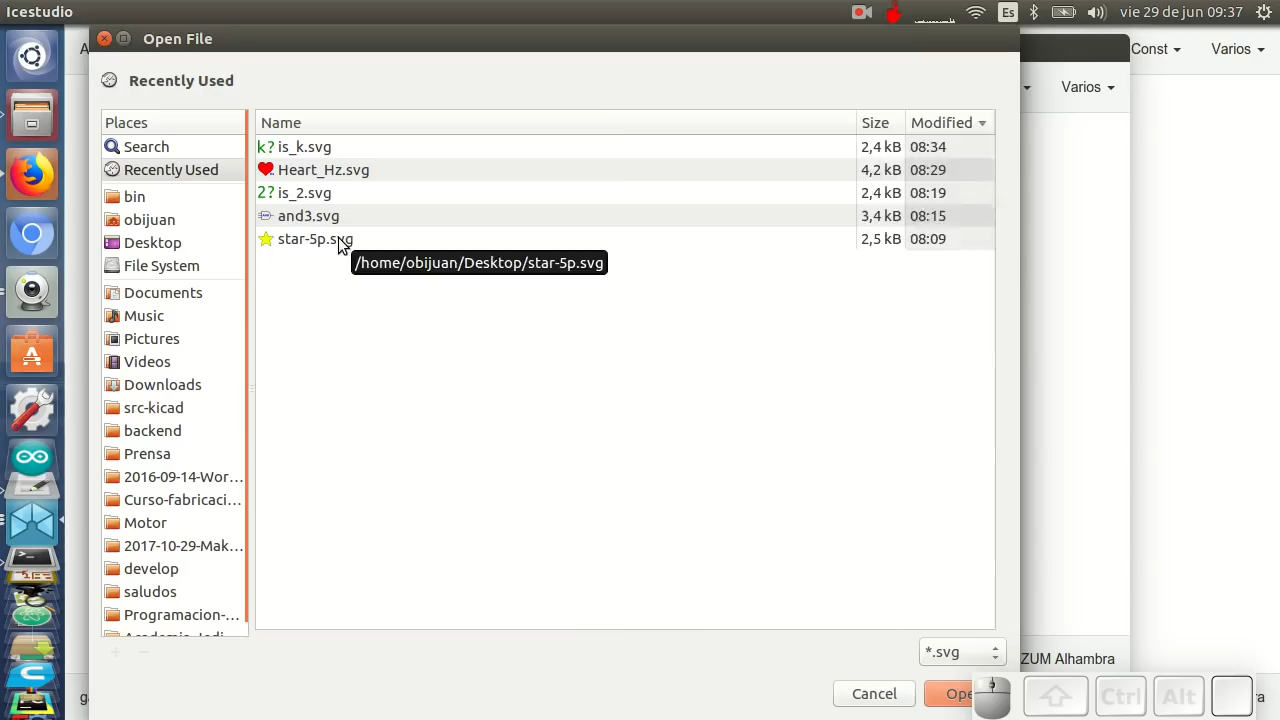 Icestudio
Es
vie 29 de jun 09:37
A
Open File
Const
Varios
Recently Used
Varios
Places
Name
Size
Modified
Search
k? is_k.svg
2,4 kB
08:34
Recently Used
Heart_Hz.svg
4,2 kB
08:29
bin
2? is_2.svg
2,4 kB
08:19
obijuan
and3.svg
3,4 kB
08:15
Desktop
star-5p.svg
2,5 kB
08:09
/home/obijuan/Desktop/star-5p.svg
File System
Documents
Music
Pictures
Videos
Downloads
src-kicad
backend
Prensa
2016-09-14-Wor...
Curso-fabricaci...
Motor
2017-10-29-Mak...
develop
saludos
Programacion-...
*.svg
ZUM Alhambra
Cancel
Ope
Ctrl
Alt